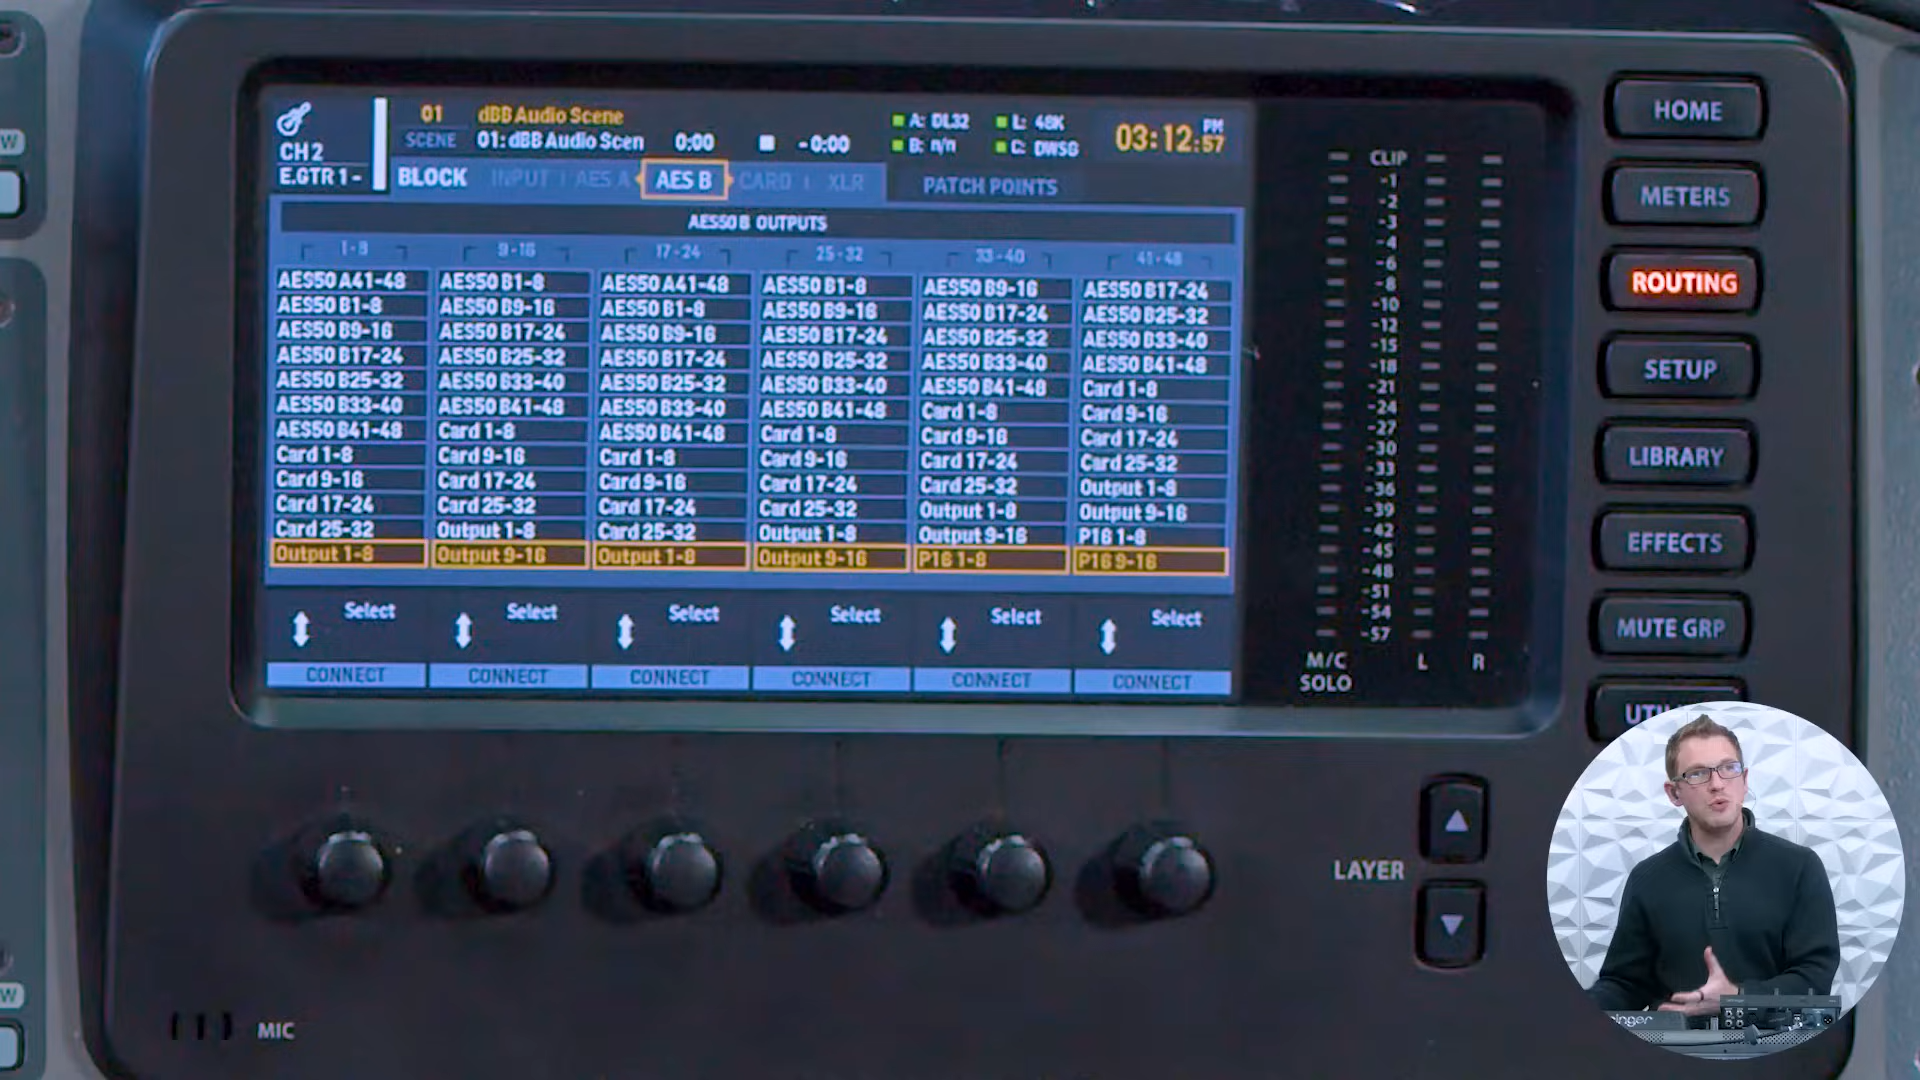 01 dBB Audio Scene
SCENE 01: dBB Audio Scen 0:00 -0:00
A: DL32 L: 48K
B: n/n C: DWSG
03:12:57 PM
CH 2
E.GTR 1-
BLOCK INPUT AES A AES B CARD XLR PATCH POINTS
AES50 B OUTPUTS
1-8 9-16 17-24 25-32 33-40 41-48
AES50 A41-48 AES50 B1-8 AES50 A41-48 AES50 B1-8 AES50 B9-16 AES50 B17-24
AES50 B1-8 AES50 B9-16 AES50 B1-8 AES50 B9-16 AES50 B17-24 AES50 B25-32
AES50 B9-16 AES50 B17-24 AES50 B9-16 AES50 B17-24 AES50 B25-32 AES50 B33-40
AES50 B17-24 AES50 B25-32 AES50 B17-24 AES50 B25-32 AES50 B33-40 AES50 B41-48
AES50 B25-32 AES50 B33-40 AES50 B25-32 AES50 B33-40 AES50 B41-48 Card 1-8
AES50 B33-40 AES50 B41-48 AES50 B33-40 AES50 B41-48 Card 1-8 Card 9-16
AES50 B41-48 Card 1-8 AES50 B41-48 Card 1-8 Card 9-16 Card 17-24
Card 1-8 Card 9-16 Card 1-8 Card 9-16 Card 17-24 Card 25-32
Card 9-16 Card 17-24 Card 9-16 Card 17-24 Card 25-32 Output 1-8
Card 17-24 Card 25-32 Card 17-24 Card 25-32 Output 1-8 Output 9-16
Card 25-32 Output 1-8 Card 25-32 Output 1-8 Output 9-16 P16 1-8
Output 1-8 Output 9-16 Output 1-8 Output 9-16 P16 1-8 P16 9-16
Select Select Select Select Select Select
CONNECT CONNECT CONNECT CONNECT CONNECT CONNECT
CLIP
-1
-2
-3
-4
-6
-8
-10
-12
-15
-18
-21
-24
-27
-30
-33
-36
-39
-42
-45
-48
-51
-54
-57
M/C SOLO L R
HOME
METERS
ROUTING
SETUP
LIBRARY
EFFECTS
MUTE GRP
LAYER
MIC